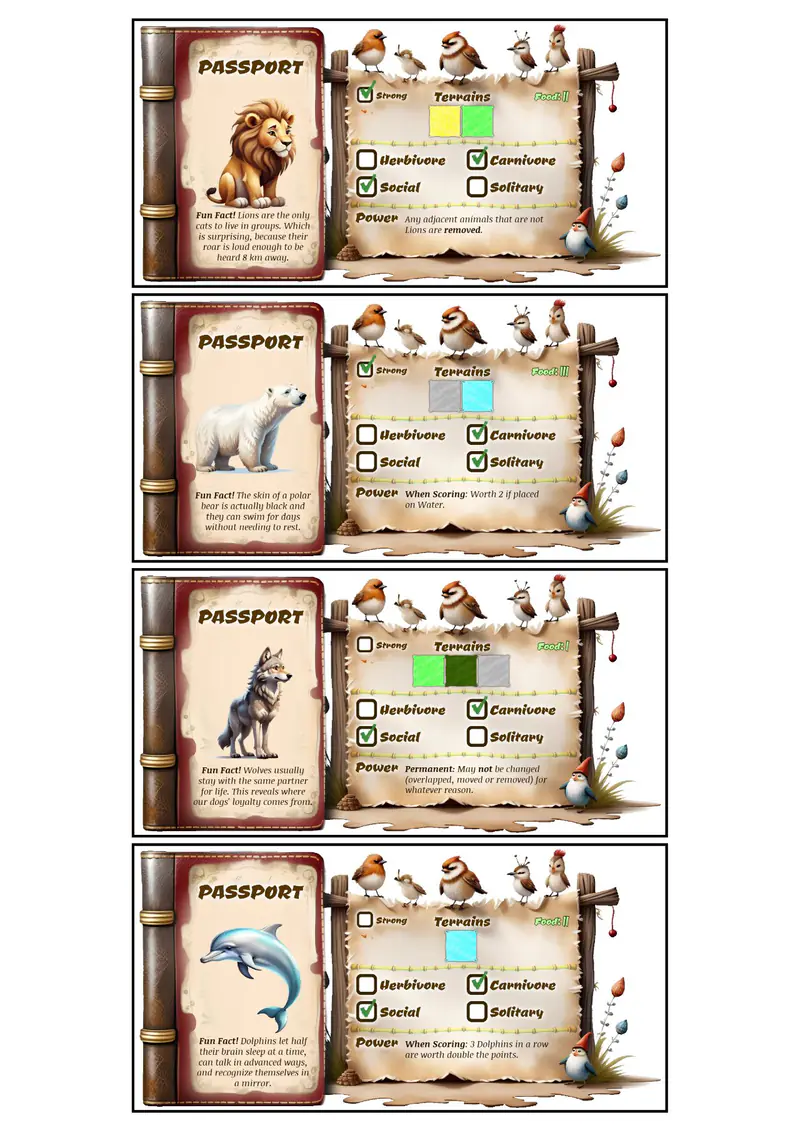 PASSPORT
Fun Fact! Lions are the only
cats to live in groups. Which
is surprising, because their
roar is loud enough to be
heard 8 km away.
Strong
Terrains
Food: ||
Herbivore
Carnivore
Social
Solitary
Power
Any adjacent animals that are not
Lions are removed.
PASSPORT
Fun Fact! The skin of a polar
bear is actually black and
they can swim for days
without needing to rest.
Strong
Terrains
Food: |||
Herbivore
Carnivore
Social
Solitary
Power
When Scoring: Worth 2 if placed
on Water.
PASSPORT
Fun Fact! Wolves usually
stay with the same partner
for life. This reveals where
our dogs' loyalty comes from.
Strong
Terrains
Food: |
Herbivore
Carnivore
Social
Solitary
Power
Permanent: May not be changed
(overlapped, moved or removed) for
whatever reason.
PASSPORT
Fun Fact! Dolphins let half
their brain sleep at a time,
can talk in advanced ways,
and recognize themselves in
a mirror.
Strong
Terrains
Food: ||
Herbivore
Carnivore
Social
Solitary
Power
When Scoring: 3 Dolphins in a row
are worth double the points.